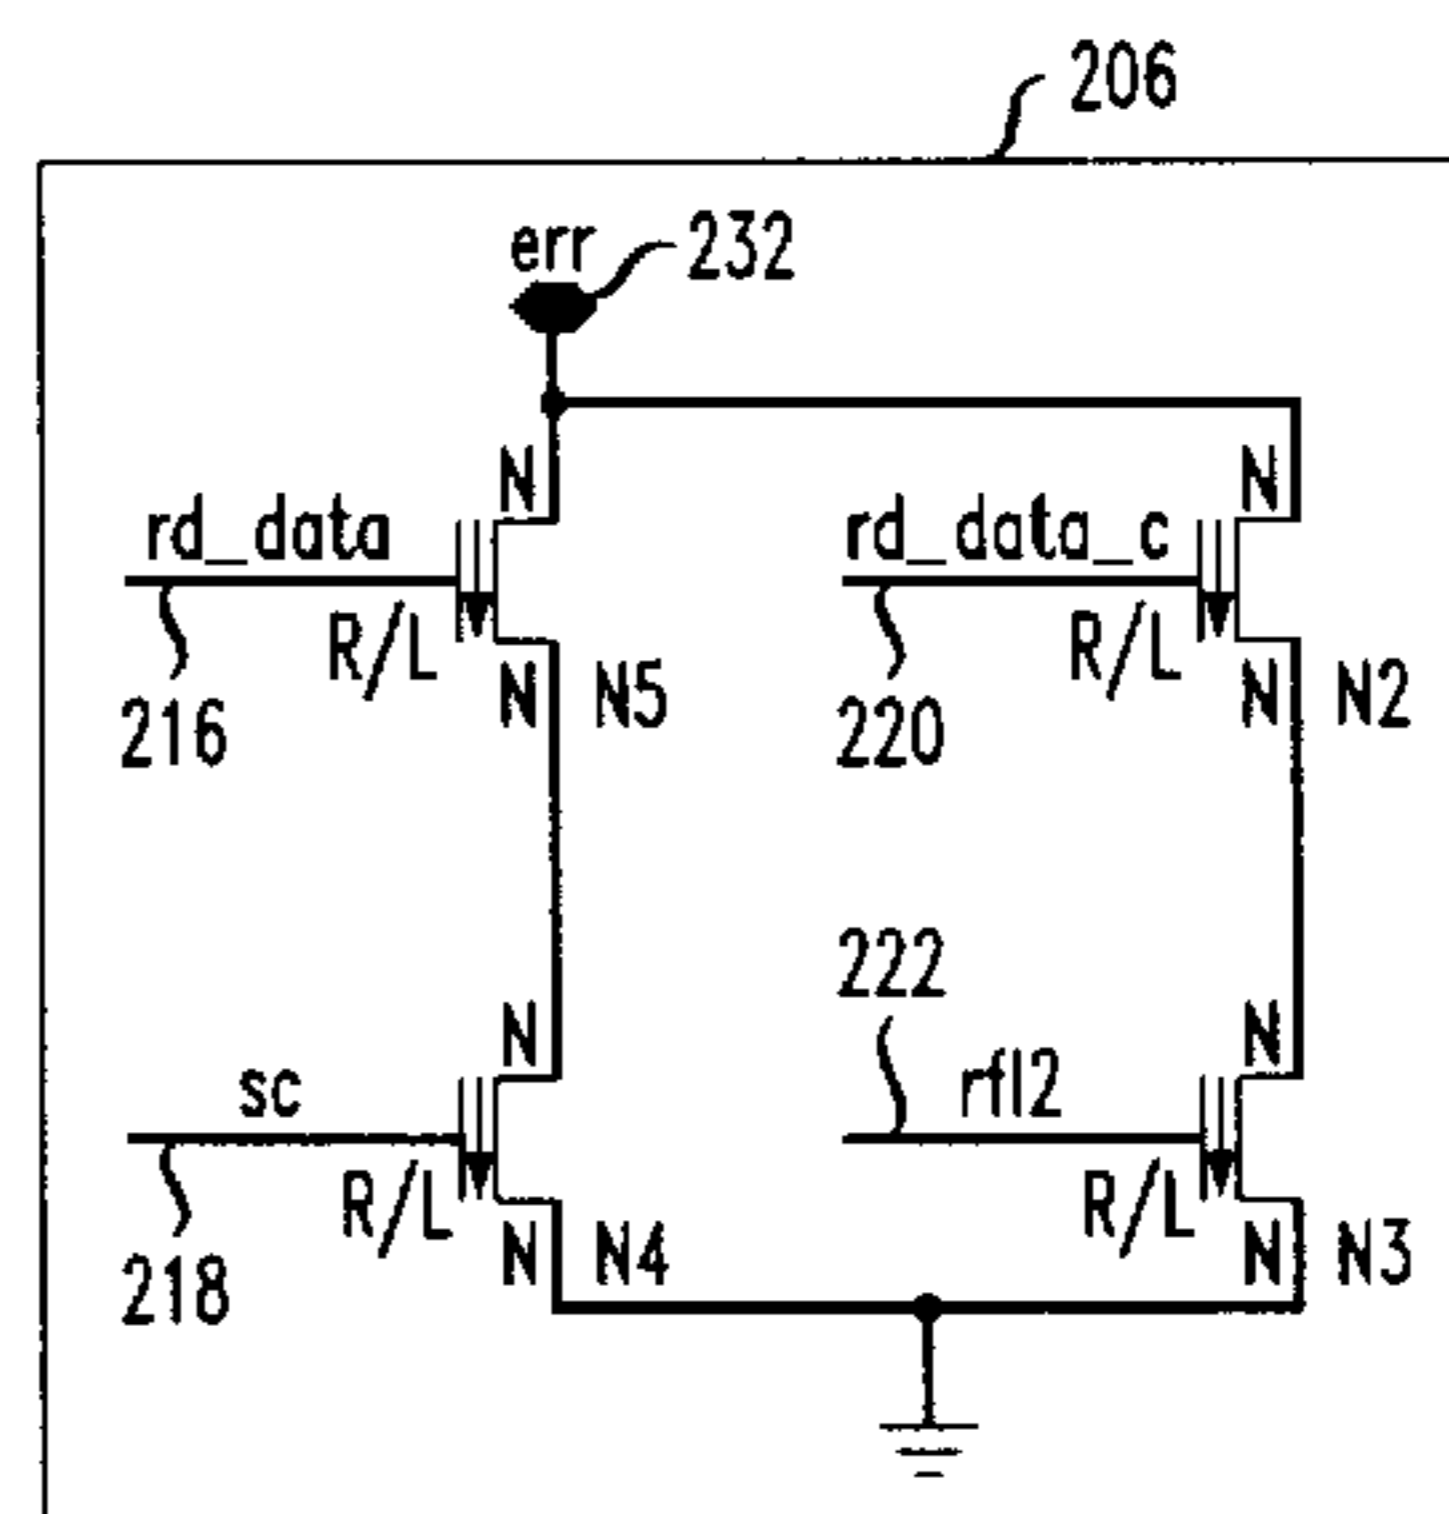 206
err 232
N N
rd_data rd_data_c
R/L R/L
N N5 N N2
216 220
222
N N
sc rfl2
R/L R/L
N N4 N N3
218